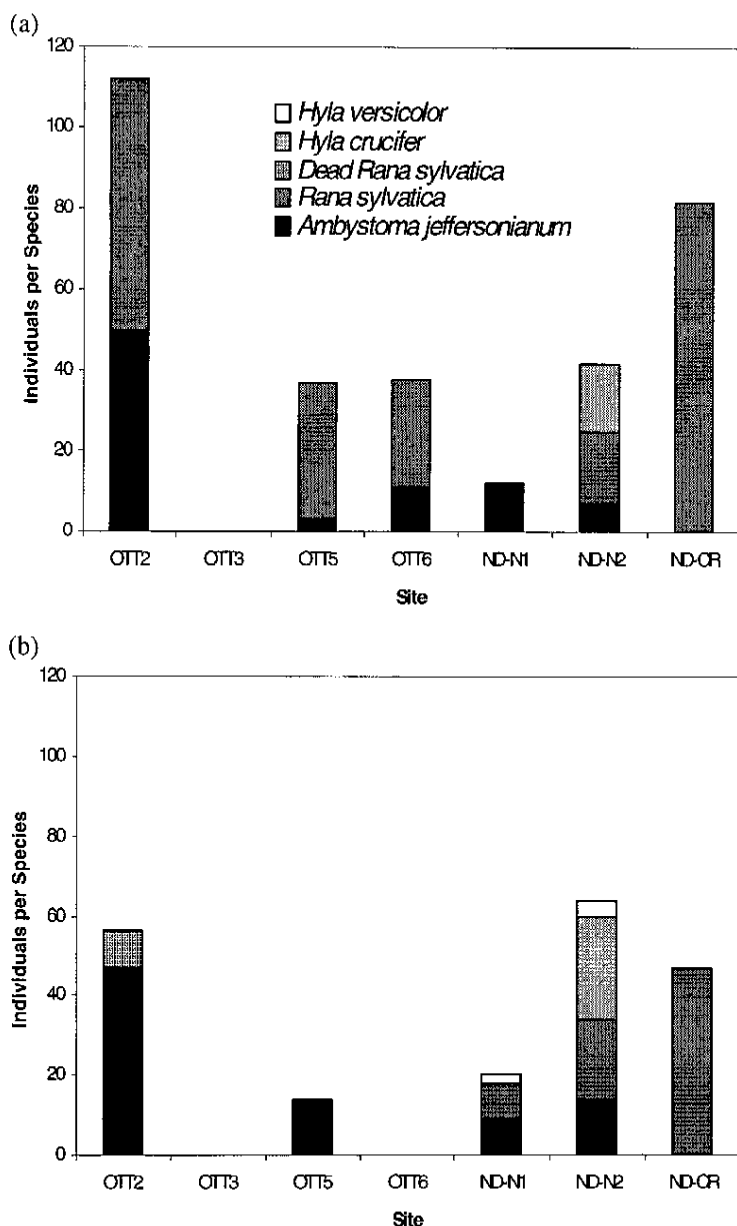 (a)
120
100
80
60
40
20
0
Individuals per Species
Hyla versicolor
Hyla crucifer
Dead Rana sylvatica
Rana sylvatica
Ambystoma jeffersonianum
OTT2 OTT3 OTT5 OTT6 ND-N1 ND-N2 ND-OR
Site
(b)
120
100
80
60
40
20
0
Individuals per Species
OTT2 OTT3 OTT5 OTT6 ND-N1 ND-N2 ND-OR
Site